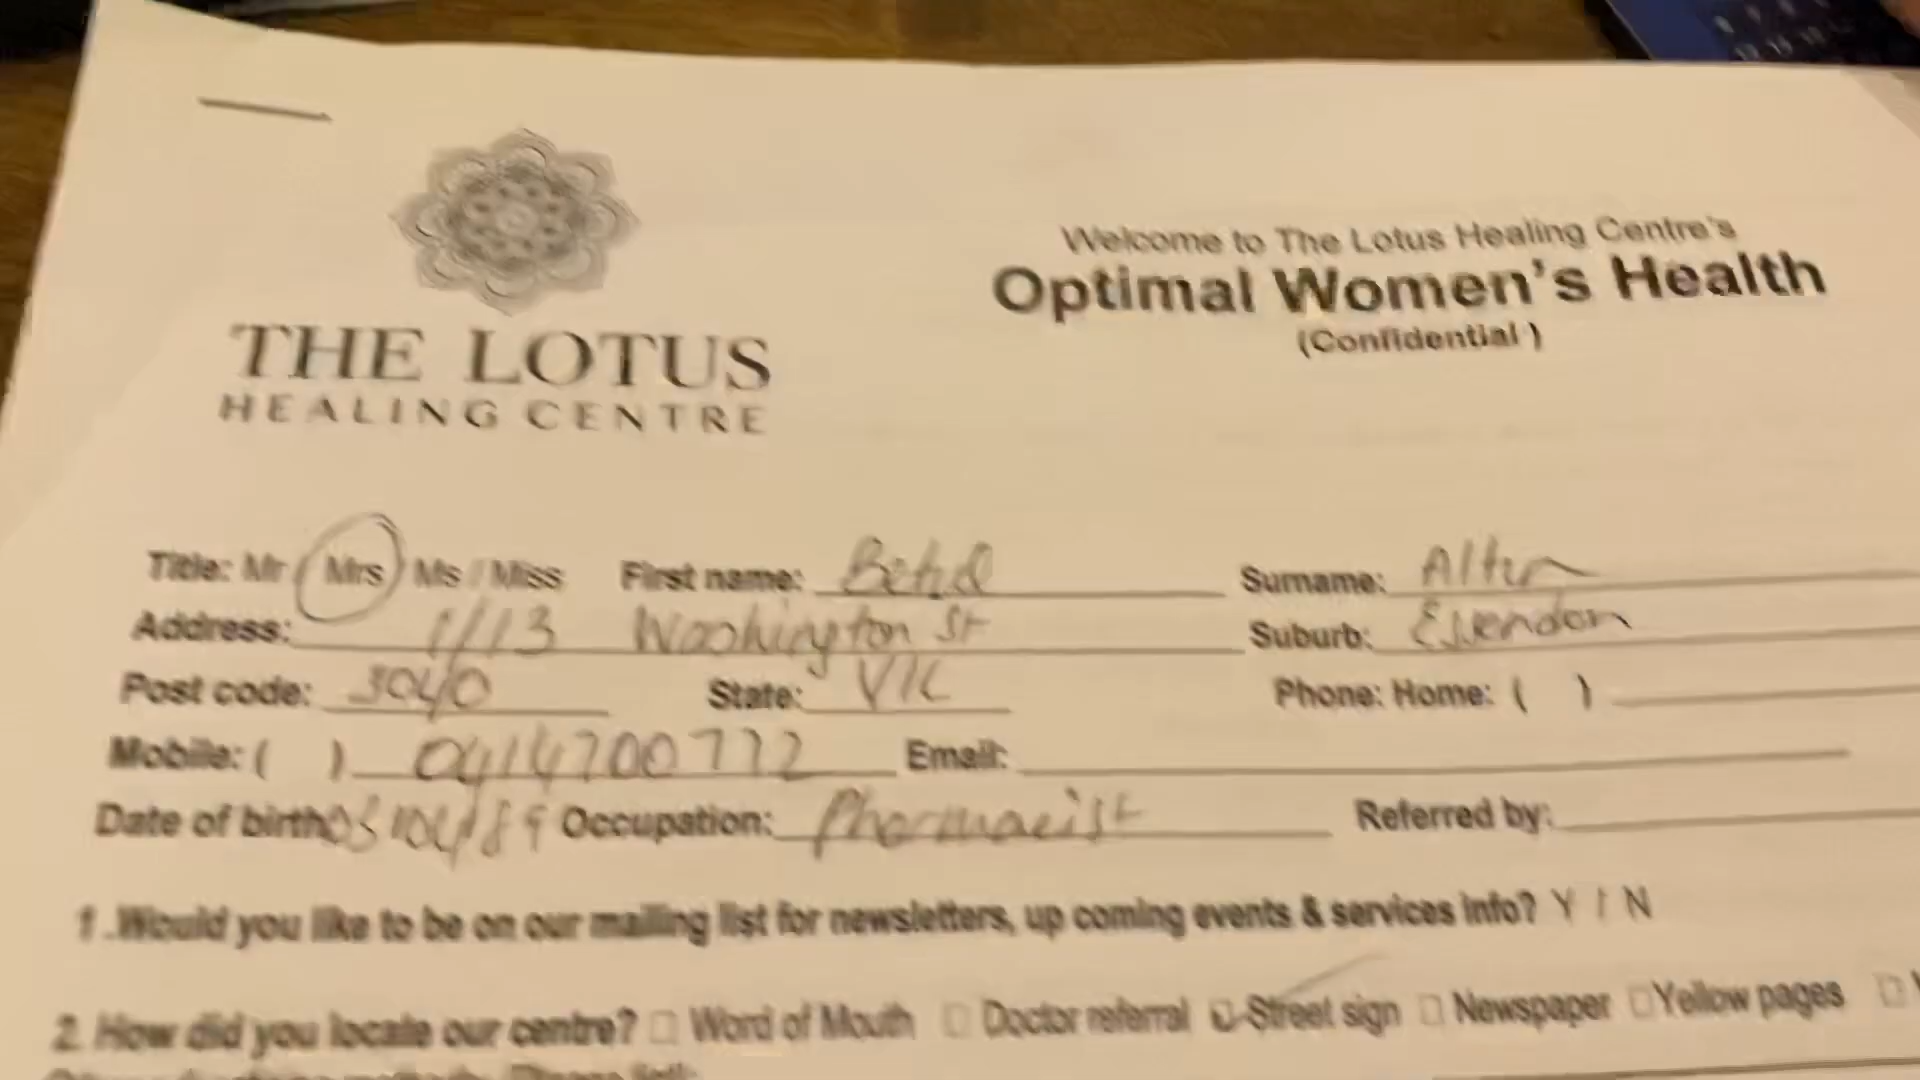 Welcome to The Lotus Healing Centre's
Optimal Women's Health
(Confidential )
THE LOTUS
HEALING CENTRE
Title: Mr / Mrs / Ms / Miss First name: Surname:
Address: 1/13 Washington St Suburb: Essendon
Post code: 3040 State: VIC Phone: Home: ( )
Mobile: ( ) 0414700772 Email:
Date of birth: Occupation: Pharmacist Referred by:
1 .Would you like to be on our mailing list for newsletters, up coming events & services info? Y / N
2. How did you locate our centre? Word of Mouth Doctor referral Street sign Newspaper Yellow pages